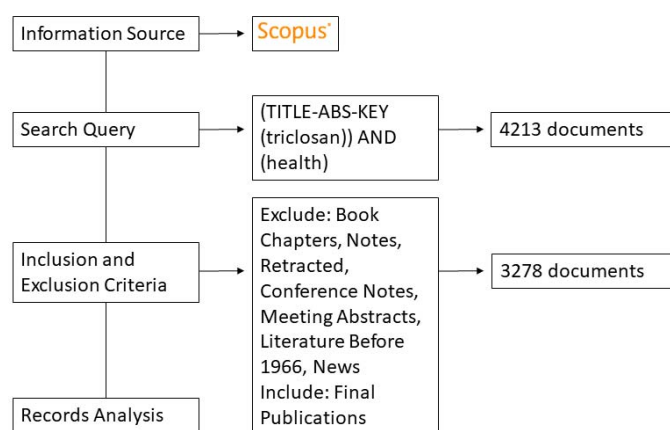 Information Source
Scopus*
Search Query
(TITLE-ABS-KEY
(triclosan)) AND
(health)
4213 documents
Inclusion and
Exclusion Criteria
Exclude: Book
Chapters, Notes,
Retracted,
Conference Notes,
Meeting Abstracts,
Literature Before
1966, News
Include: Final
Publications
3278 documents
Records Analysis